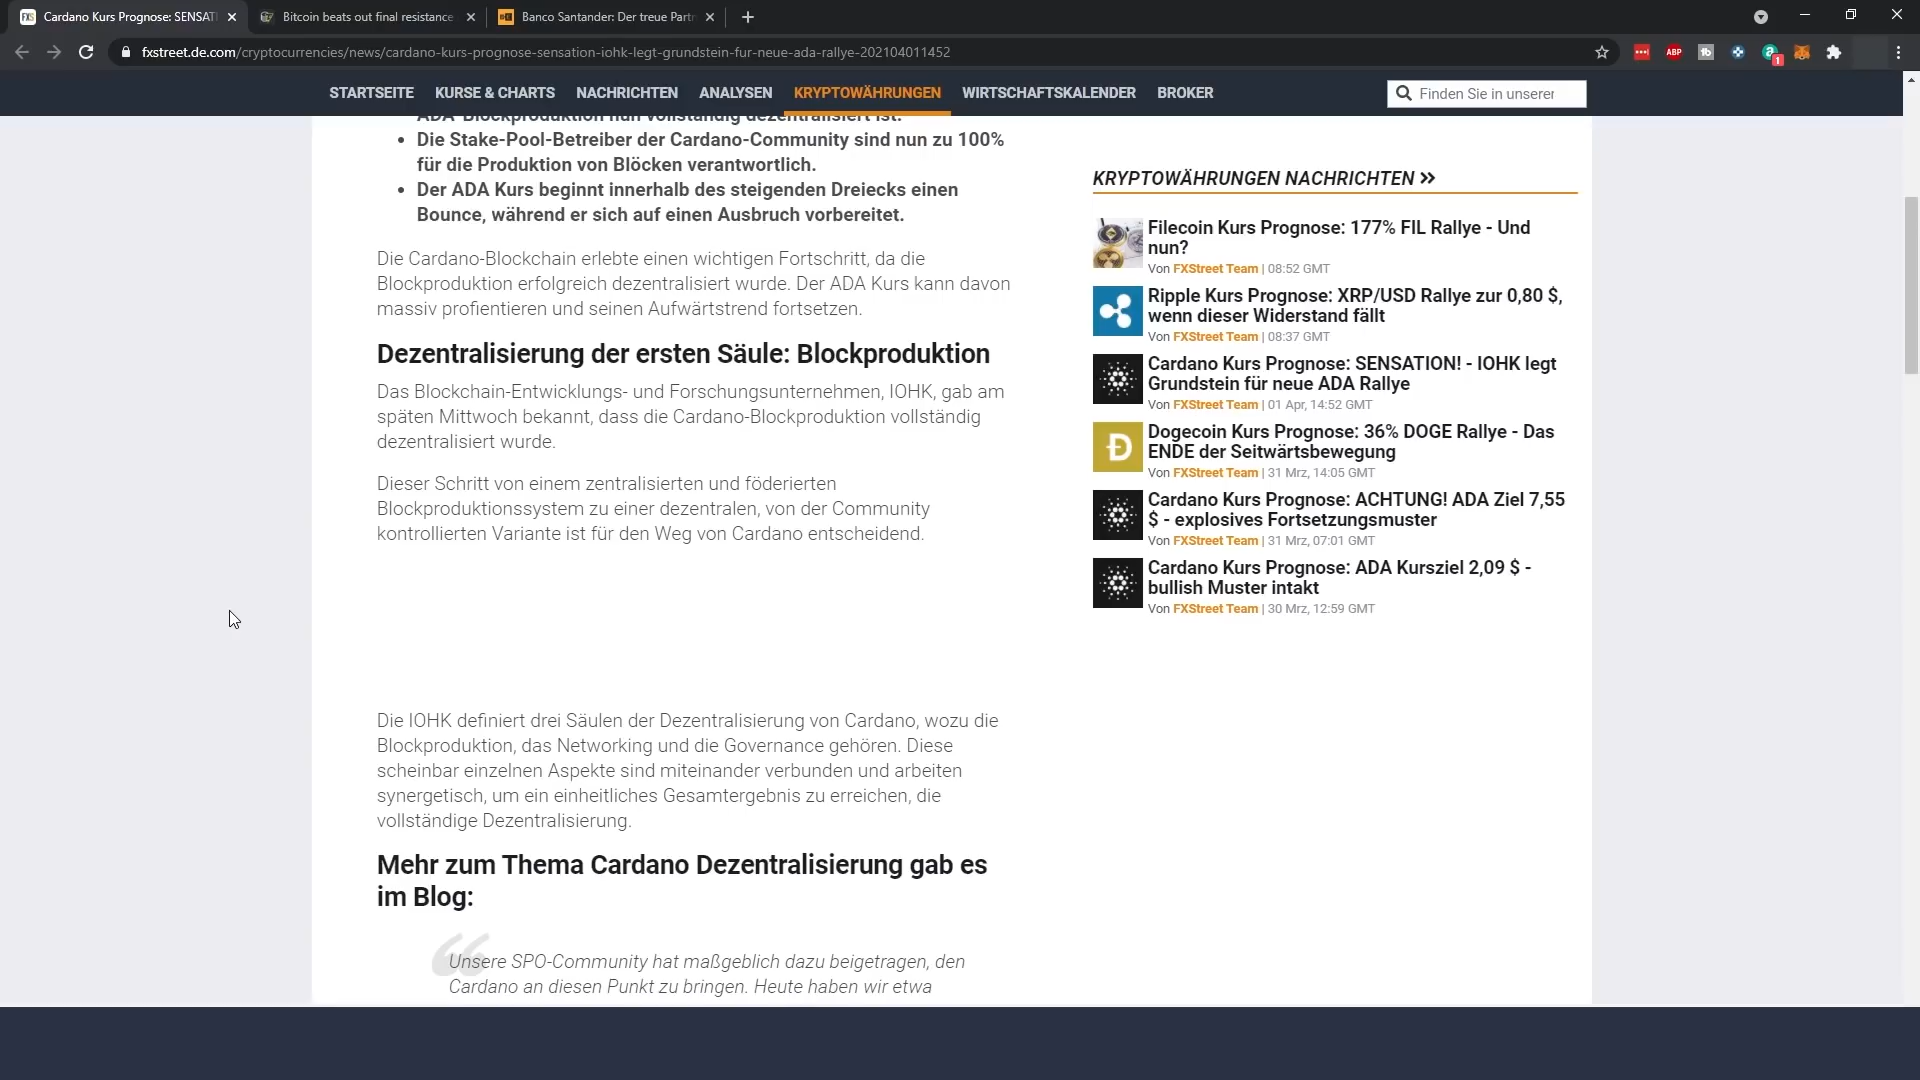 FXS
Cardano Kurs Prognose: SENSATI
Bitcoin beats out final resistance
Banco Santander: Der treue Part
fxstreet.de.com/cryptocurrencies/news/cardano-kurs-prognose-sensation-iohk-legt-grundstein-fur-neue-ada-rallye-202104011452
ABP
1
STARTSEITE
KURSE & CHARTS
NACHRICHTEN
ANALYSEN
KRYPTOWÄHRUNGEN
WIRTSCHAFTSKALENDER
BROKER
Finden Sie in unserer
ADA-Blockproduktion nun vollständig dezentralisiert ist.
• Die Stake-Pool-Betreiber der Cardano-Community sind nun zu 100%
für die Produktion von Blöcken verantwortlich.
• Der ADA Kurs beginnt innerhalb des steigenden Dreiecks einen
Bounce, während er sich auf einen Ausbruch vorbereitet.
Die Cardano-Blockchain erlebte einen wichtigen Fortschritt, da die
Blockproduktion erfolgreich dezentralisiert wurde. Der ADA Kurs kann davon
massiv profientieren und seinen Aufwärtstrend fortsetzen.
Dezentralisierung der ersten Säule: Blockproduktion
Das Blockchain-Entwicklungs- und Forschungsunternehmen, IOHK, gab am
späten Mittwoch bekannt, dass die Cardano-Blockproduktion vollständig
dezentralisiert wurde.
Dieser Schritt von einem zentralisierten und föderierten
Blockproduktionssystem zu einer dezentralen, von der Community
kontrollierten Variante ist für den Weg von Cardano entscheidend.
Die IOHK definiert drei Säulen der Dezentralisierung von Cardano, wozu die
Blockproduktion, das Networking und die Governance gehören. Diese
scheinbar einzelnen Aspekte sind miteinander verbunden und arbeiten
synergetisch, um ein einheitliches Gesamtergebnis zu erreichen, die
vollständige Dezentralisierung.
Mehr zum Thema Cardano Dezentralisierung gab es
im Blog:
Unsere SPO-Community hat maßgeblich dazu beigetragen, den
Cardano an diesen Punkt zu bringen. Heute haben wir etwa
KRYPTOWÄHRUNGEN NACHRICHTEN »
Filecoin Kurs Prognose: 177% FIL Rallye - Und
nun?
Von FXStreet Team | 08:52 GMT
Ripple Kurs Prognose: XRP/USD Rallye zur 0,80 $,
wenn dieser Widerstand fällt
Von FXStreet Team | 08:37 GMT
Cardano Kurs Prognose: SENSATION! - IOHK legt
Grundstein für neue ADA Rallye
Von FXStreet Team | 01 Apr, 14:52 GMT
Dogecoin Kurs Prognose: 36% DOGE Rallye - Das
ENDE der Seitwärtsbewegung
Von FXStreet Team | 31 Mrz, 14:05 GMT
Cardano Kurs Prognose: ACHTUNG! ADA Ziel 7,55
$ - explosives Fortsetzungsmuster
Von FXStreet Team | 31 Mrz, 07:01 GMT
Cardano Kurs Prognose: ADA Kursziel 2,09 $ -
bullish Muster intakt
Von FXStreet Team | 30 Mrz, 12:59 GMT